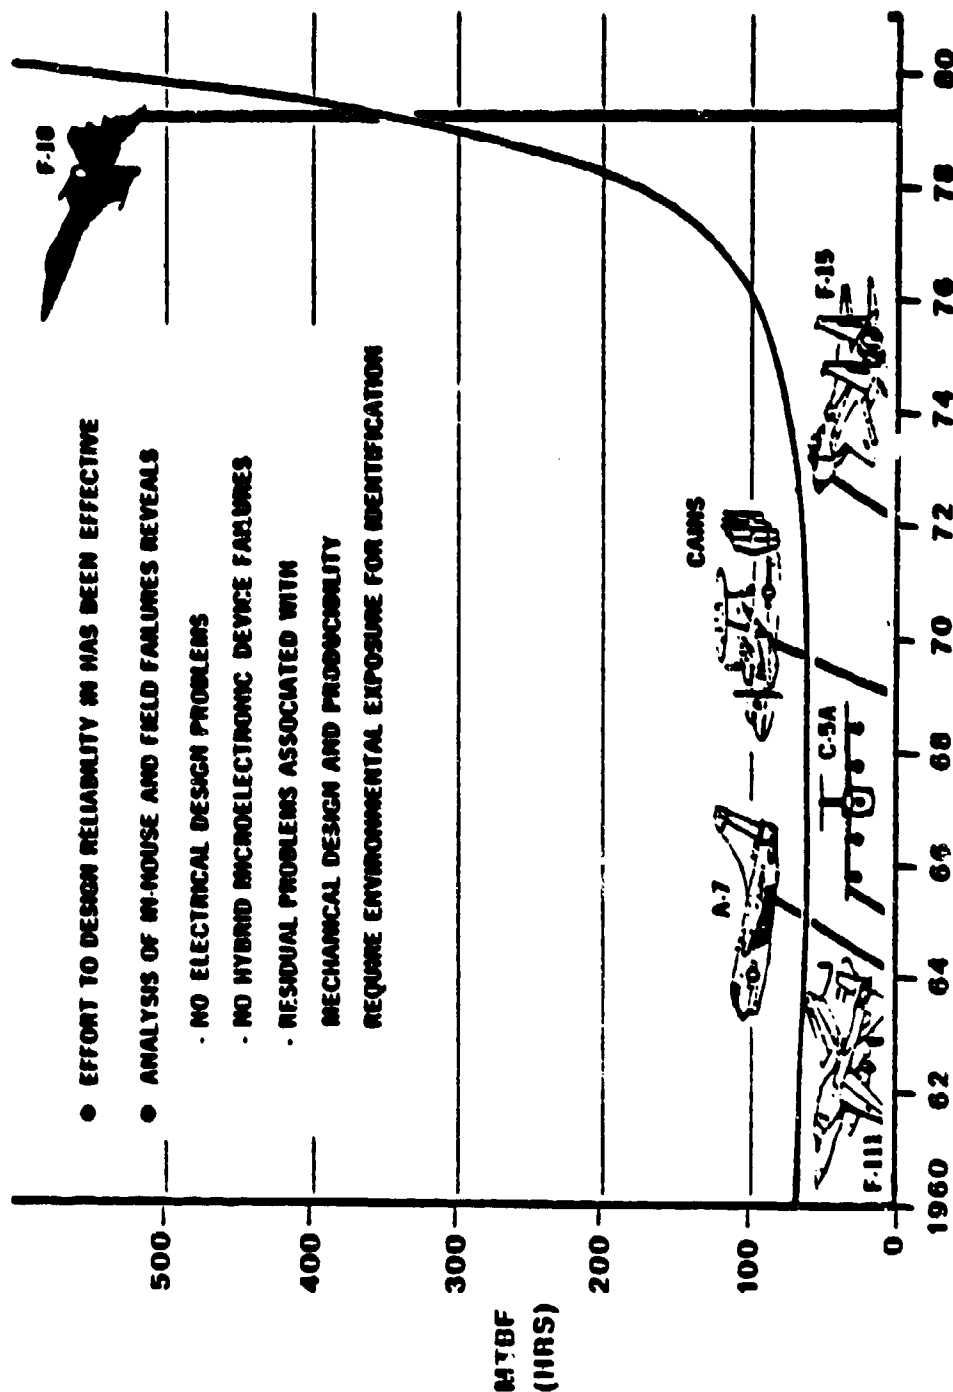 ● EFFORT TO DESIGN RELIABILITY IN HAS BEEN EFFECTIVE
● ANALYSIS OF IN-HOUSE AND FIELD FAILURES REVEALS
- NO ELECTRICAL DESIGN PROBLEMS
- NO HYBRID MICROELECTRONIC DEVICE FAILURES
- RESIDUAL PROBLEMS ASSOCIATED WITH
MECHANICAL DESIGN AND PRODUCIBILITY
REQUIRE ENVIRONMENTAL EXPOSURE FOR IDENTIFICATION
F-18
500
400
300
MTBF
(HRS)
200
100
0
A-7
CAINS
F-111
C-5A
F-15
1960 62 64 66 68 70 72 74 76 78 80